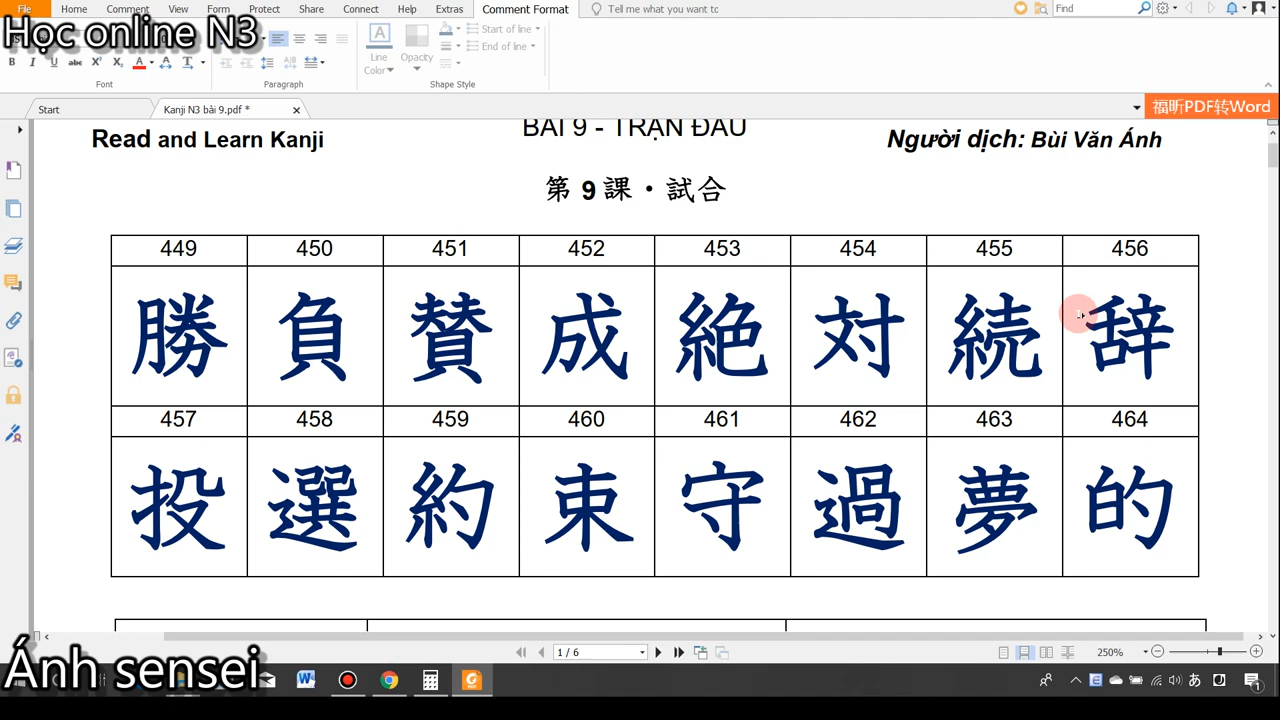 File Home Form Protect Share Connect Help Extras Comment Format Tell me what you want to Find
Học online N3
Start of line
End of line
Line Color Opacity
B I U abc X² X₂ A A T
Font Paragraph Shape Style
Start Kanji N3 bài 9.pdf * 福昕PDF转Word
Read and Learn Kanji BÀI 9 - TRẬN ĐẤU Người dịch: Bùi Văn Ánh
第 9 課・試合
449 450 451 452 453 454 455 456
勝 負 賛 成 絶 対 続 辞
457 458 459 460 461 462 463 464
投 選 約 束 守 過 夢 的
1 / 6 250%
Ánh sensei
あ